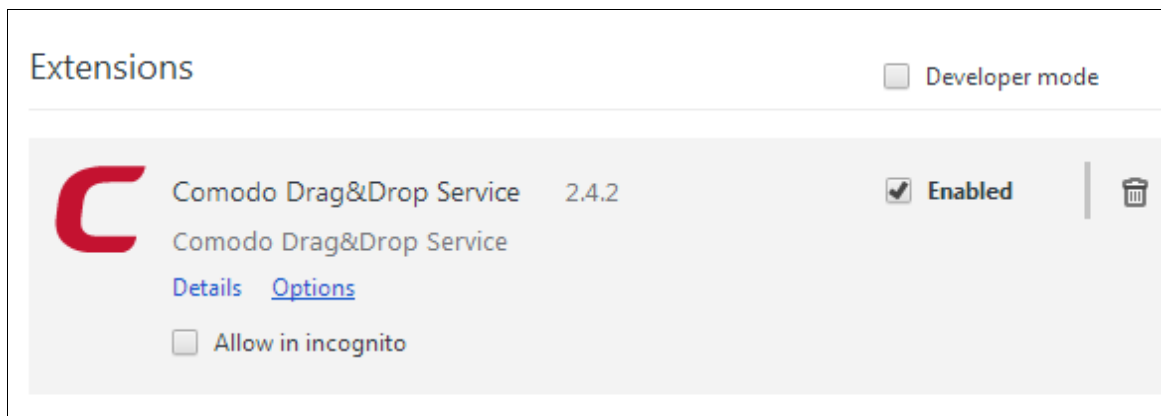 Extensions
Developer mode
Comodo Drag&Drop Service 2.4.2
Enabled
Comodo Drag&Drop Service
Details Options
Allow in incognito